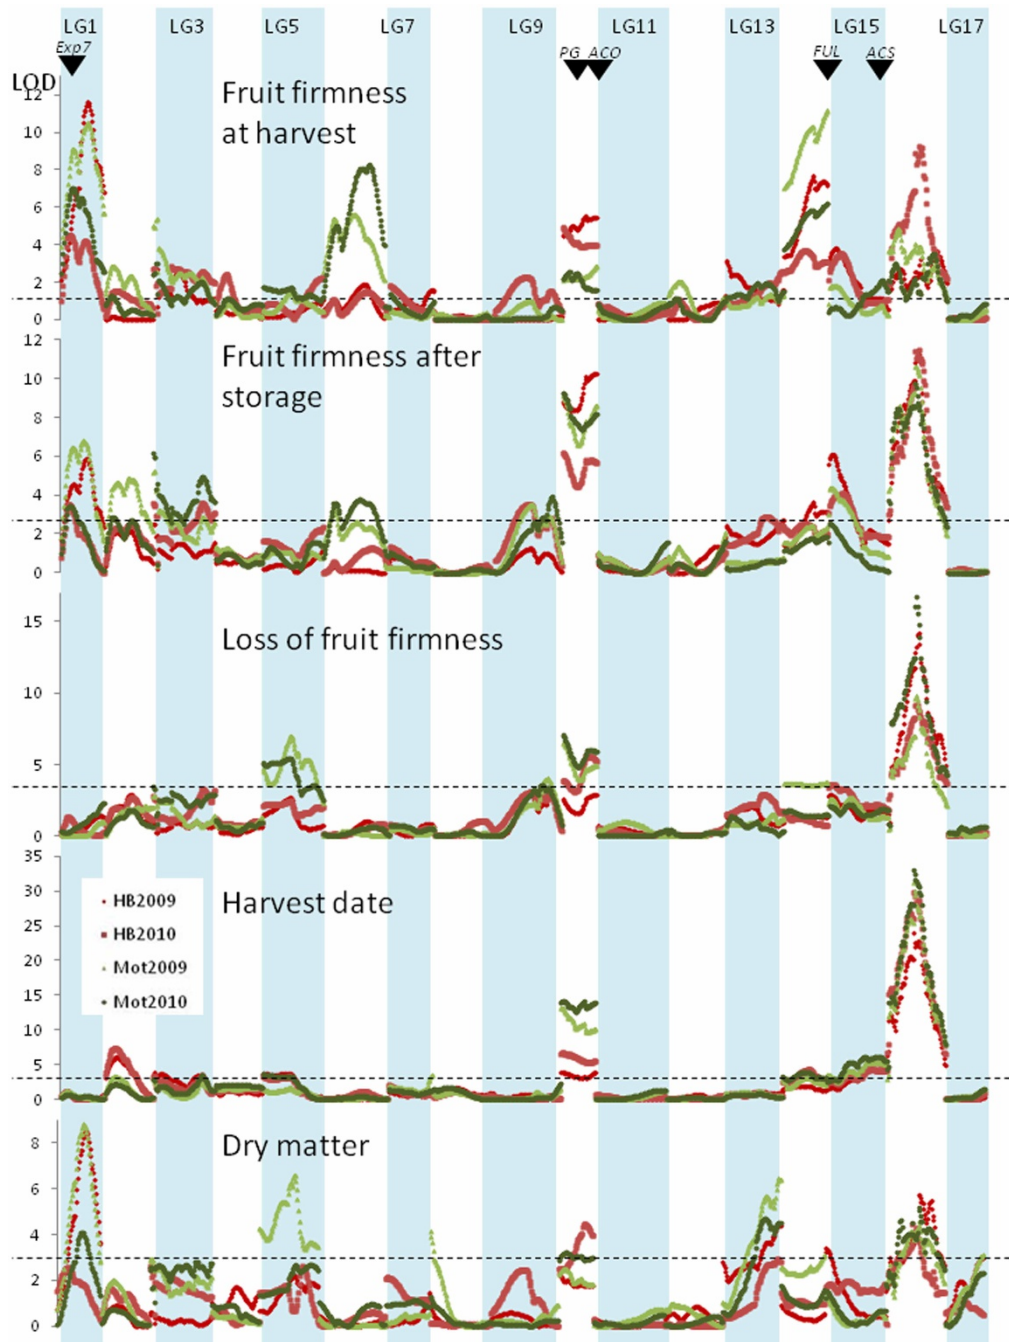 LG1 LG3 LG5 LG7 LG9 LG11 LG13 LG15 LG17
Exp7 PG ACO FUL ACS
LOD
12
10
8
6
4
2
0
Fruit firmness
at harvest
12
10
8
6
4
2
0
Fruit firmness after
storage
15
10
5
0
Loss of fruit firmness
35
30
25
20
15
10
5
0
Harvest date
HB2009
HB2010
Mot2009
Mot2010
8
6
4
2
0
Dry matter